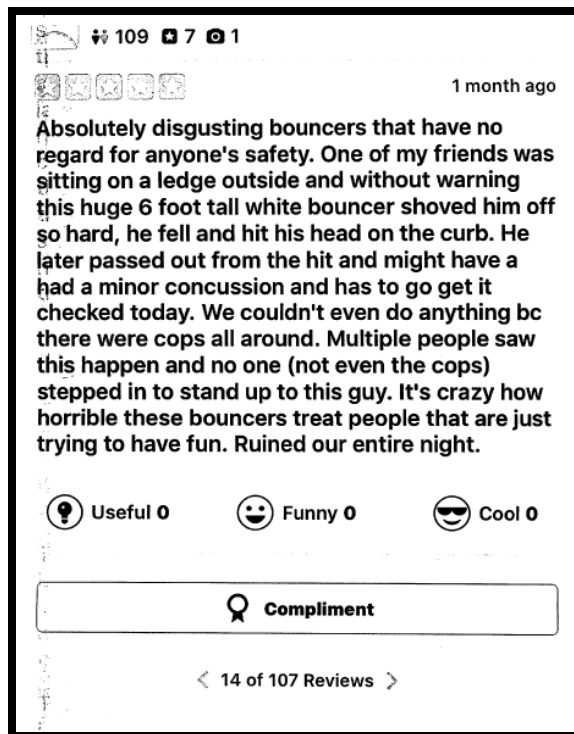 109 7 1
1 month ago
Absolutely disgusting bouncers that have no
regard for anyone's safety. One of my friends was
sitting on a ledge outside and without warning
this huge 6 foot tall white bouncer shoved him off
so hard, he fell and hit his head on the curb. He
later passed out from the hit and might have a
had a minor concussion and has to go get it
checked today. We couldn't even do anything bc
there were cops all around. Multiple people saw
this happen and no one (not even the cops)
stepped in to stand up to this guy. It's crazy how
horrible these bouncers treat people that are just
trying to have fun. Ruined our entire night.
Useful 0 Funny 0 Cool 0
Compliment
14 of 107 Reviews